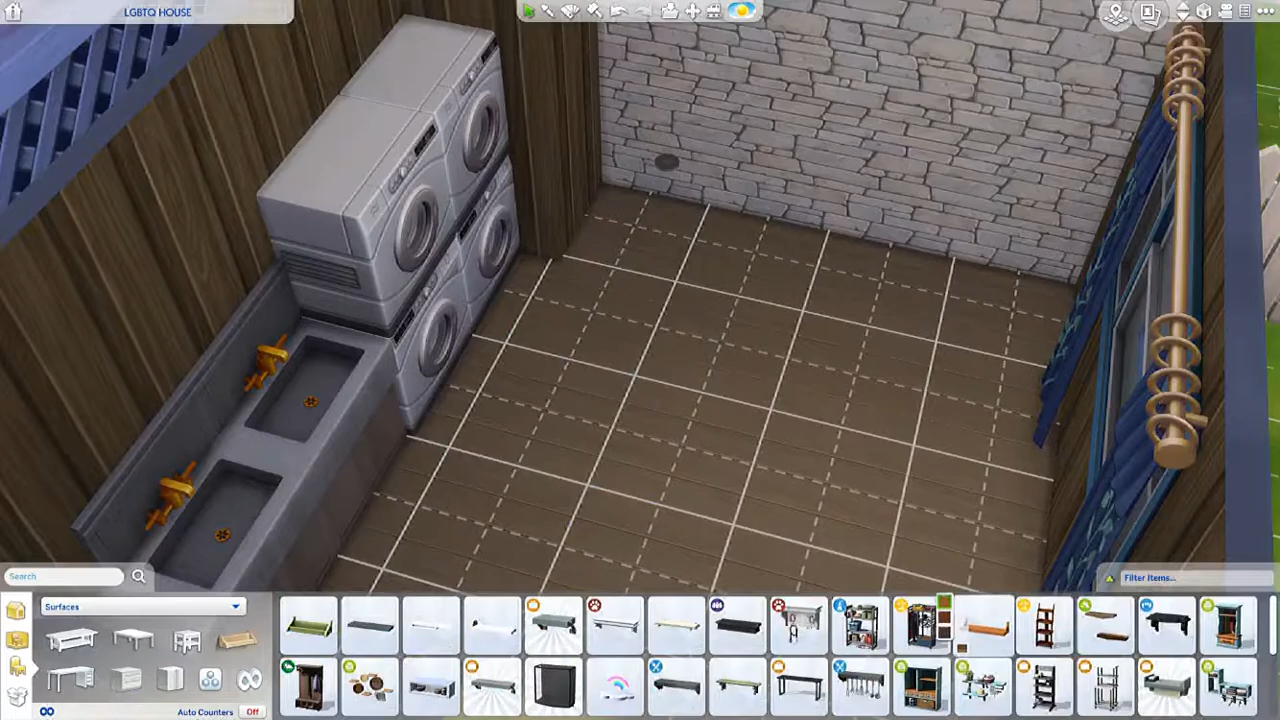 LGBTQ HOUSE
Search
Filter Items...
Surfaces
Auto Counters Off